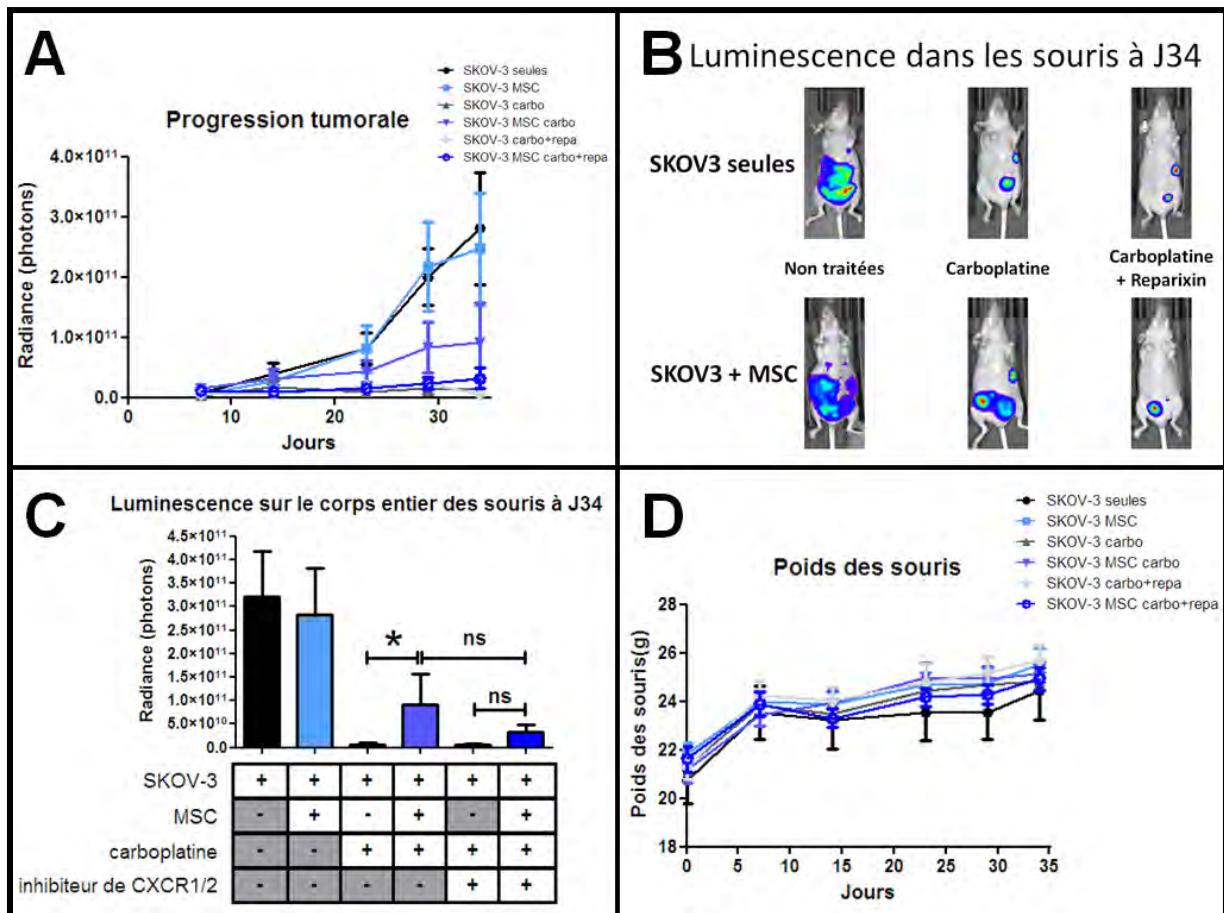 A
Progression tumorale
SKOV-3 seules
SKOV-3 MSC
SKOV-3 carbo
SKOV-3 MSC carbo
SKOV-3 carbo+repa
SKOV-3 MSC carbo+repa
Radiance (photons)
4.0×10¹¹
3.0×10¹¹
2.0×10¹¹
1.0×10¹¹
0.0
0 10 20 30
Jours
B Luminescence dans les souris à J34
SKOV3 seules
Non traitées Carboplatine Carboplatine
+ Reparixin
SKOV3 + MSC
C
Luminescence sur le corps entier des souris à J34
Radiance (photons)
4.5×10¹¹
4.0×10¹¹
3.5×10¹¹
3.0×10¹¹
2.5×10¹¹
2.0×10¹¹
1.5×10¹¹
1.0×10¹¹
5.0×10¹⁰
0.0
* ns
ns
SKOV-3 + + + + + +
MSC - + - + - +
carboplatine - - + + + +
inhibiteur de CXCR1/2 - - - - + +
D
Poids des souris
SKOV-3 seules
SKOV-3 MSC
SKOV-3 carbo
SKOV-3 MSC carbo
SKOV-3 carbo+repa
SKOV-3 MSC carbo+repa
Poids des souris(g)
28
26
24
22
20
18
0 5 10 15 20 25 30 35
Jours